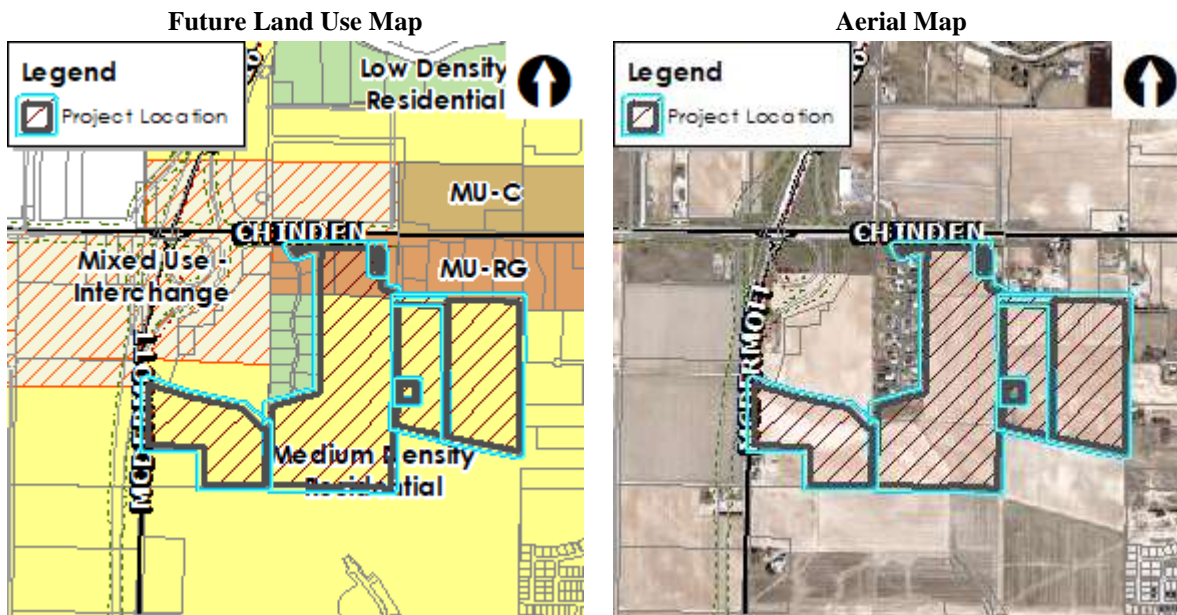 Future Land Use Map
Legend
Project Location
Low Density
Residential
MU-C
CHINDEN
MU-RG
Mixed Use -
Interchange
MCDERMOTT
Medium Density
Residential
Aerial Map
Legend
Project Location
CHINDEN
MCDERMOTT